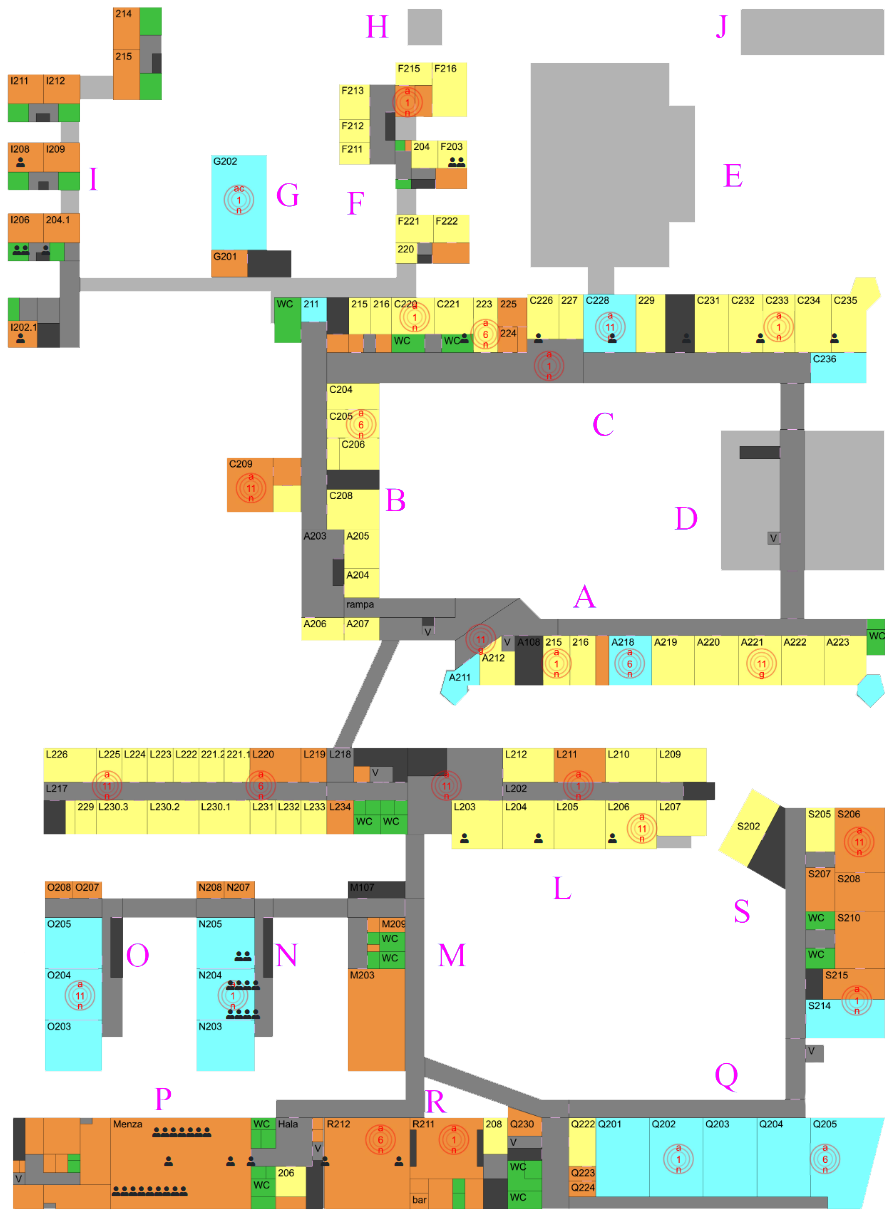 H
J
E
214
215
I211 I212
I208 I209
I
I206 204.1
I202.1
G202
ac
1
n
G
G201
F215 F216
a
1
n
F213
F212
F211
204 F203
F
F221 F222
220
WC
211
215 216 C220 C221 223 225
a
1
n
a
6
n
224
WC WC
C226 227 C228 229 C231 C232 C233 C234 C235
a
11
n
a
1
n
a
1
n
C236
C204
C205
a
6
n
C206
C
C209
a
11
n
C208
B
D
A203
A205
A204
V
rampa
A
A206 A207
V
11
g
V
A211
A212
A108
215 216 A218 A219 A220 A221 A222 A223
a
1
n
a
6
n
11
g
WC
L226 L225 L224 L223 L222 221.2 221.1 L220 L219 L218
V
a
11
n
a
6
n
a
11
n
L212 L211 L210 L209
a
1
n
L217
L202
229 L230.3 L230.2 L230.1 L231 L232 L233 L234
WC WC
L203 L204 L205 L206 L207
a
11
n
L
S202
S
S205 S206
a
11
n
S207 S208
WC S210
WC
S215
a
1
n
S214
V
O208 O207
N208 N207
M107
O205
O204
a
11
n
O203
O
N205
N204
a
1
n
N203
N
M209
WC
WC
M203
M
P
R
Q
V
Menza
WC
WC
Hala
V
206
R212
a
6
n
R211
a
1
n
bar
208
Q230
V
WC
WC
Q222
Q223
Q224
Q201 Q202 Q203 Q204 Q205
a
1
n
a
6
n